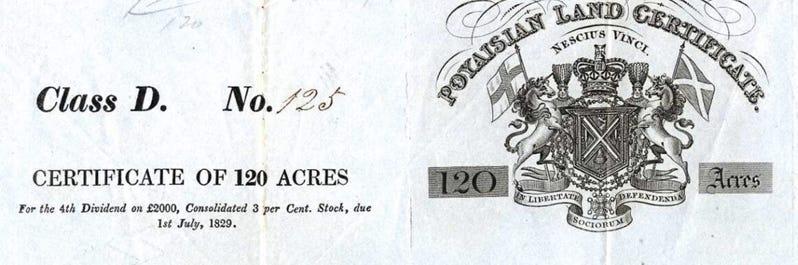 120
Class D. No. 125
CERTIFICATE OF 120 ACRES
For the 4th Dividend on £2000, Consolidated 3 per Cent. Stock, due
1st July, 1829.
POYAISIAN LAND CERTIFICATE.
NESCIUS VINCI.
120 Acres
IN LIBERTATE DEFENDENDA
SOCIORUM